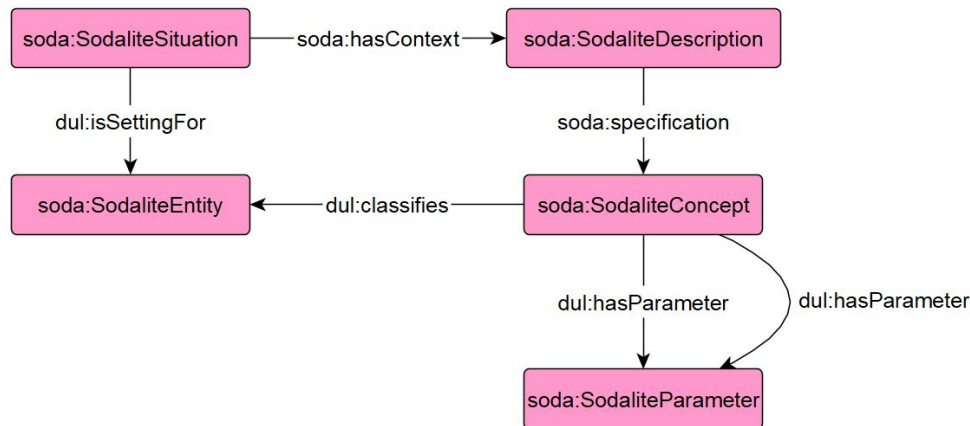 soda:SodaliteSituation
soda:hasContext
soda:SodaliteDescription
dul:isSettingFor
soda:specification
soda:SodaliteEntity
dul:classifies
soda:SodaliteConcept
dul:hasParameter
dul:hasParameter
soda:SodaliteParameter